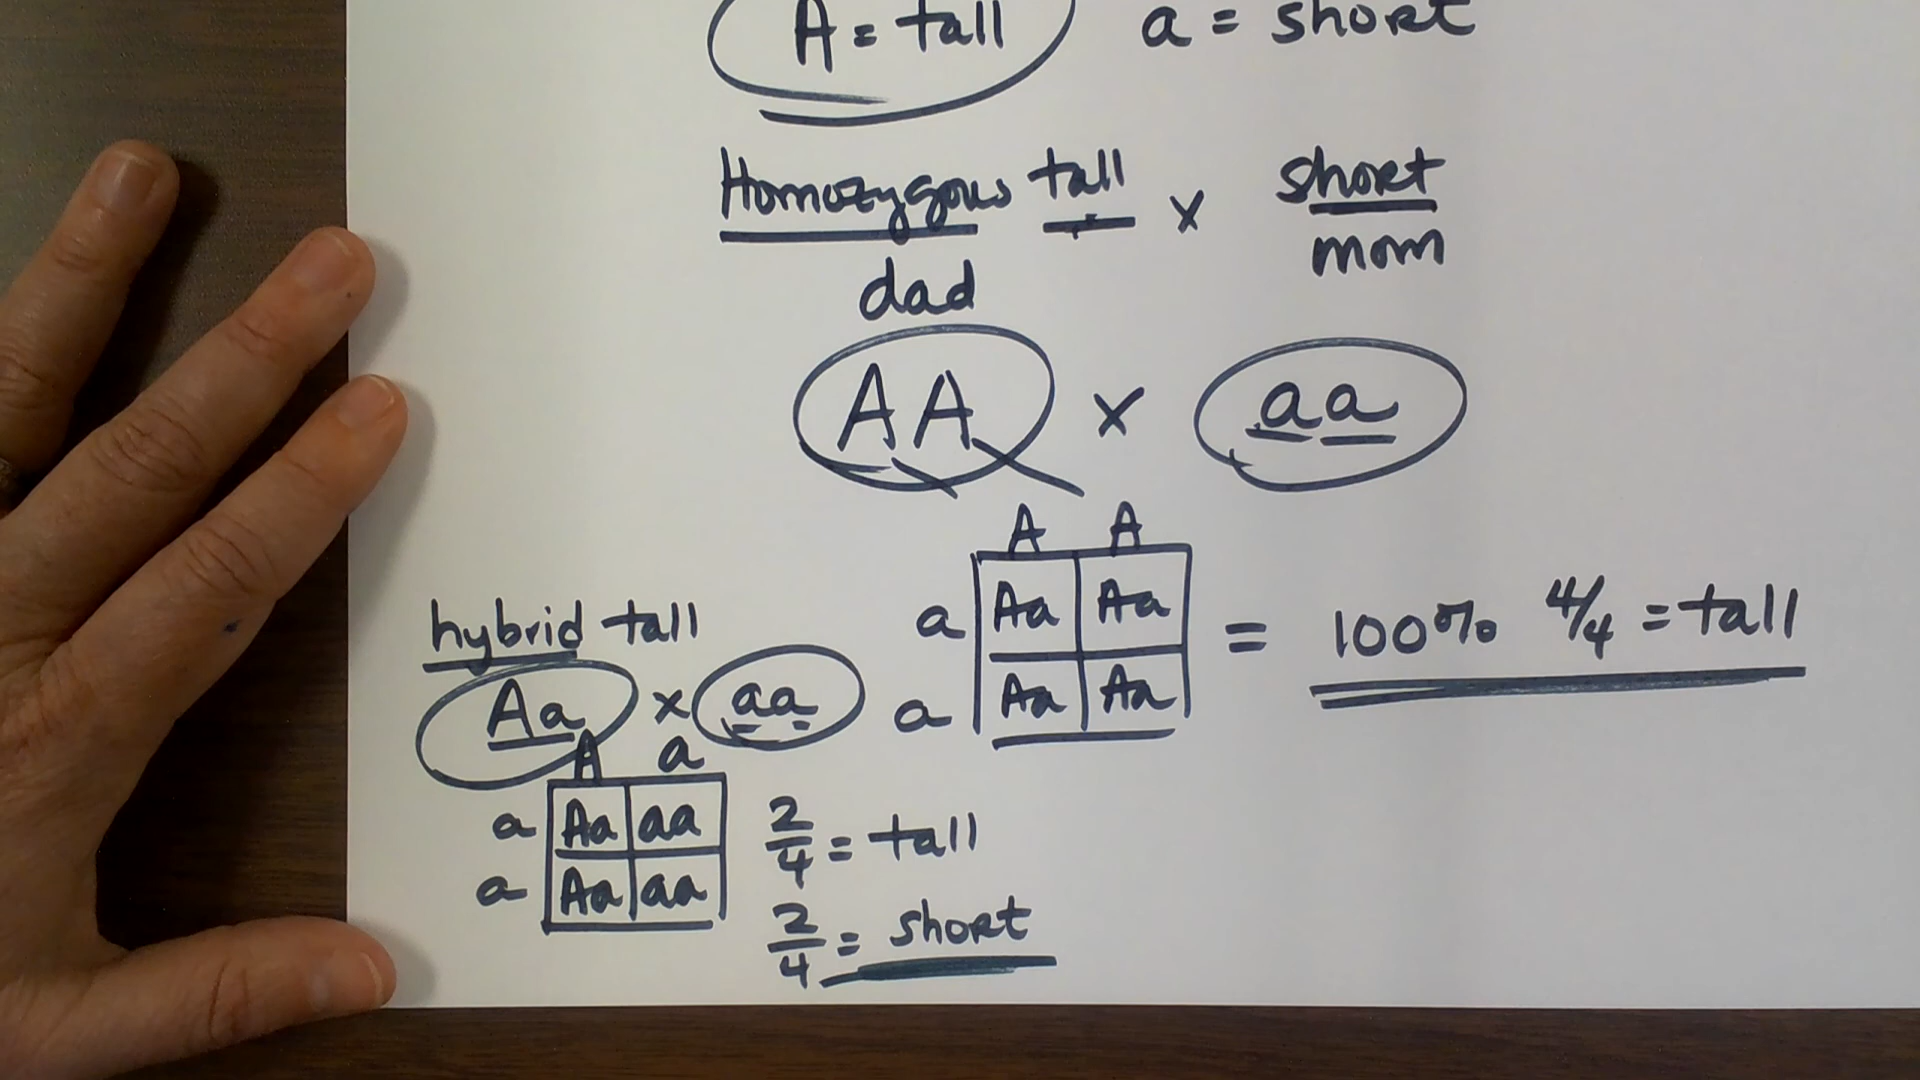 A = tall a = short
Homozygous tall x short
dad mom
AA x aa
A A
a Aa Aa = 100% 4/4 = tall
a Aa Aa
hybrid tall
Aa x aa
A a
a Aa aa 2/4 = tall
a Aa aa 2/4 = short